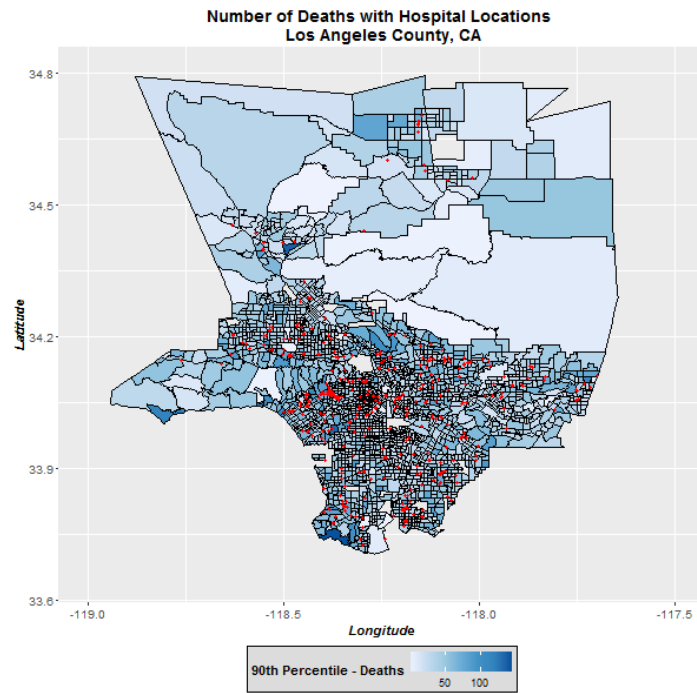 Number of Deaths with Hospital Locations
Los Angeles County, CA
34.8
34.5
34.2
33.9
33.6
Latitude
-119.0 -118.5 -118.0 -117.5
Longitude
90th Percentile - Deaths
50 100